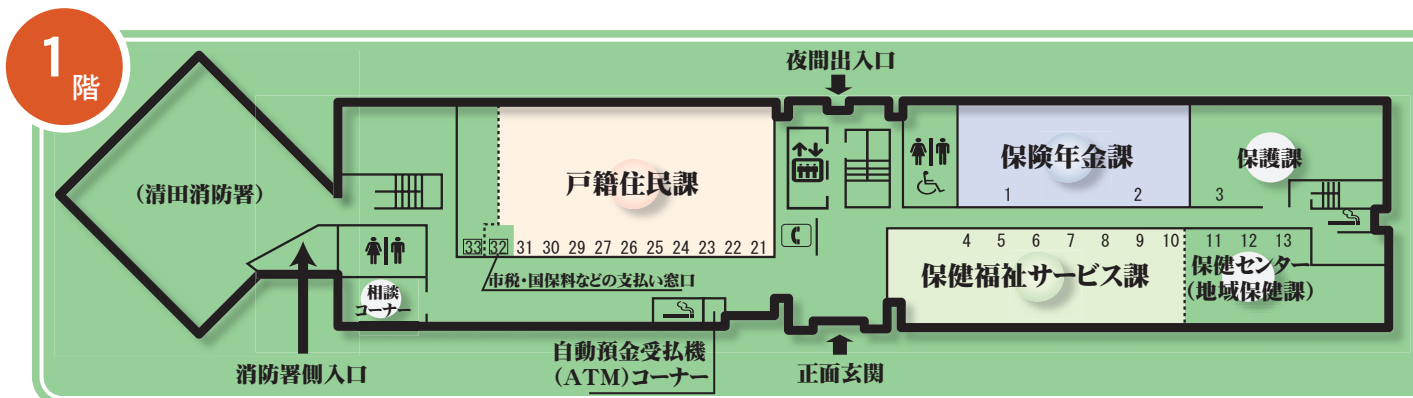 1
階
夜間出入口
(清田消防署)
戸籍住民課
保険年金課
1 2
保護課
3
33 32 31 30 29 27 26 25 24 23 22 21
市税・国保料などの支払い窓口
4 5 6 7 8 9 10
保健福祉サービス課
11 12 13
保健センター
(地域保健課)
相談
コーナー
消防署側入口
自動預金受払機
(ATM)コーナー
正面玄関